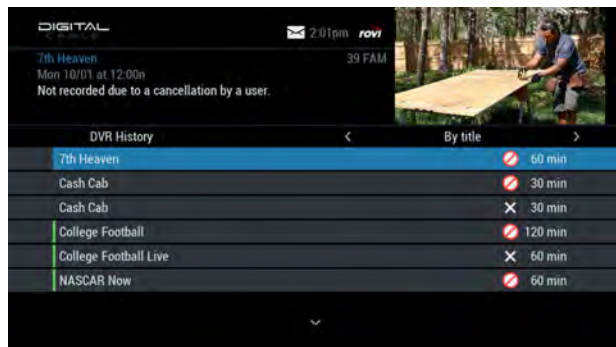 DIGITAL
CABLE
2:01pm rovi
7th Heaven 39 FAM
Mon 10/01 at 12:00n
Not recorded due to a cancellation by a user.
DVR History < By title >
7th Heaven 60 min
Cash Cab 30 min
Cash Cab 30 min
College Football 120 min
College Football Live 60 min
NASCAR Now 60 min